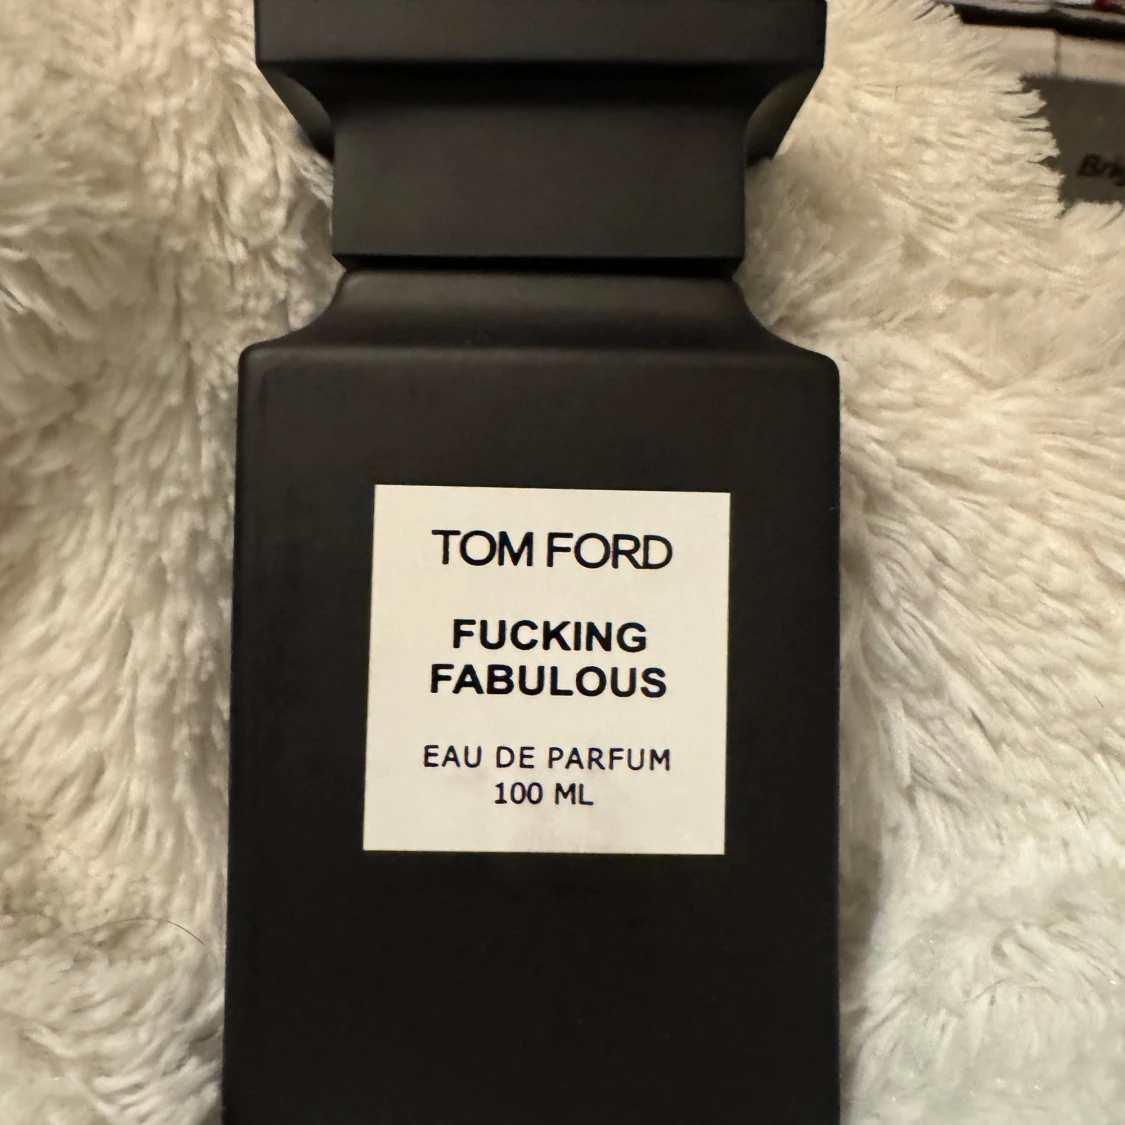 TOM FORD
FUCKING
FABULOUS
EAU DE PARFUM
100 ML